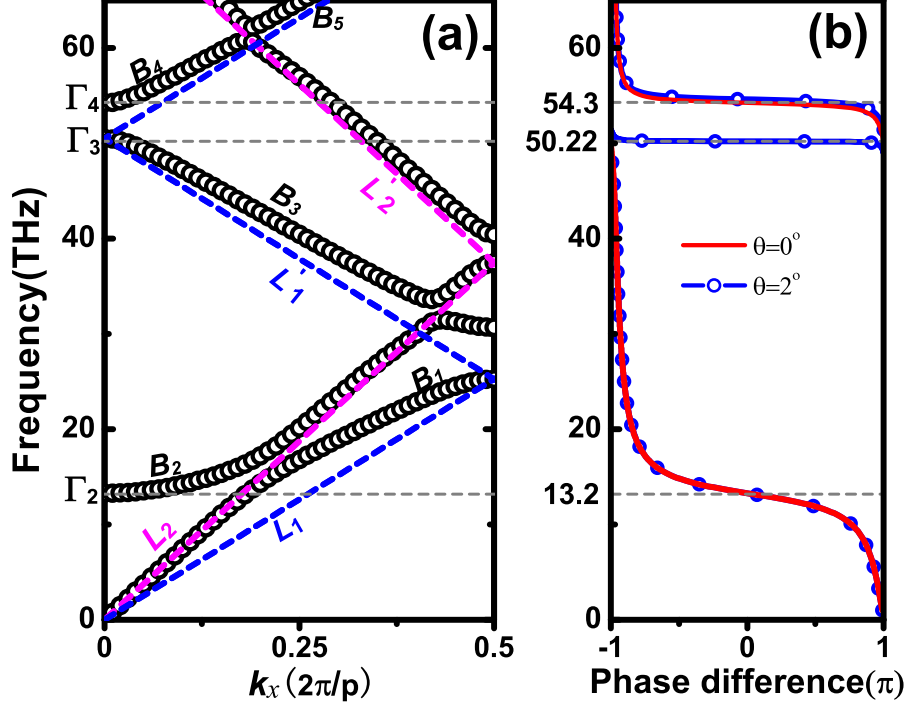 (a)
B₅
60
B₄
Γ₄
Γ₃
L'₂
B₃
40
L'₁
Frequency(THz)
B₁
20
B₂
Γ₂
L₂
L₁
0
0
0.25
0.5
kₓ (2π/p)
(b)
60
54.3
50.22
40
θ=0°
θ=2°
20
13.2
0
-1
0
1
Phase difference(π)